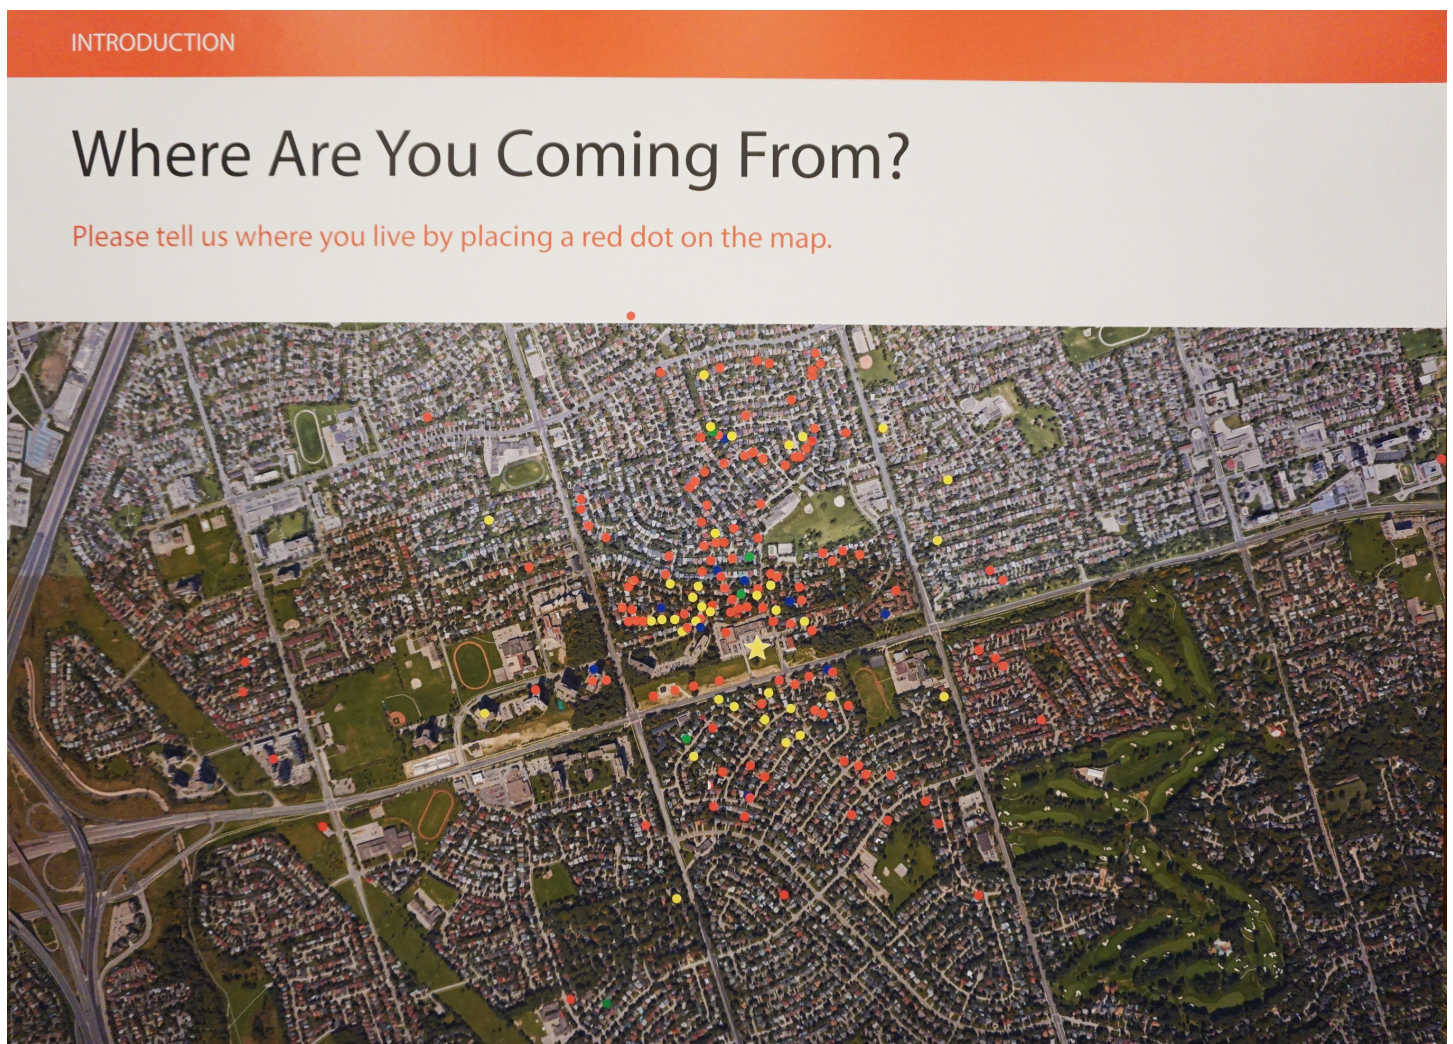 INTRODUCTION
Where Are You Coming From?
Please tell us where you live by placing a red dot on the map.